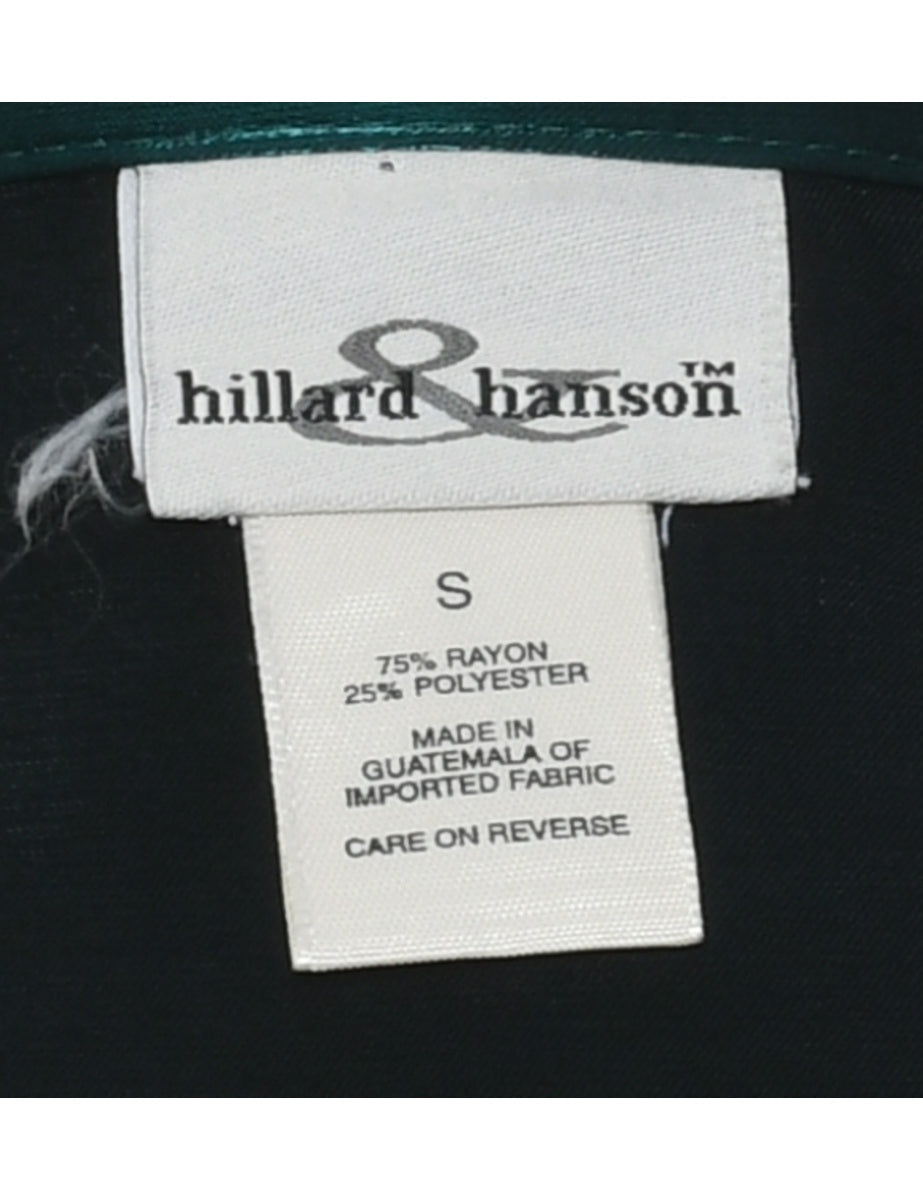 hillard & hanson™
S
75% RAYON
25% POLYESTER
MADE IN
GUATEMALA OF
IMPORTED FABRIC
CARE ON REVERSE